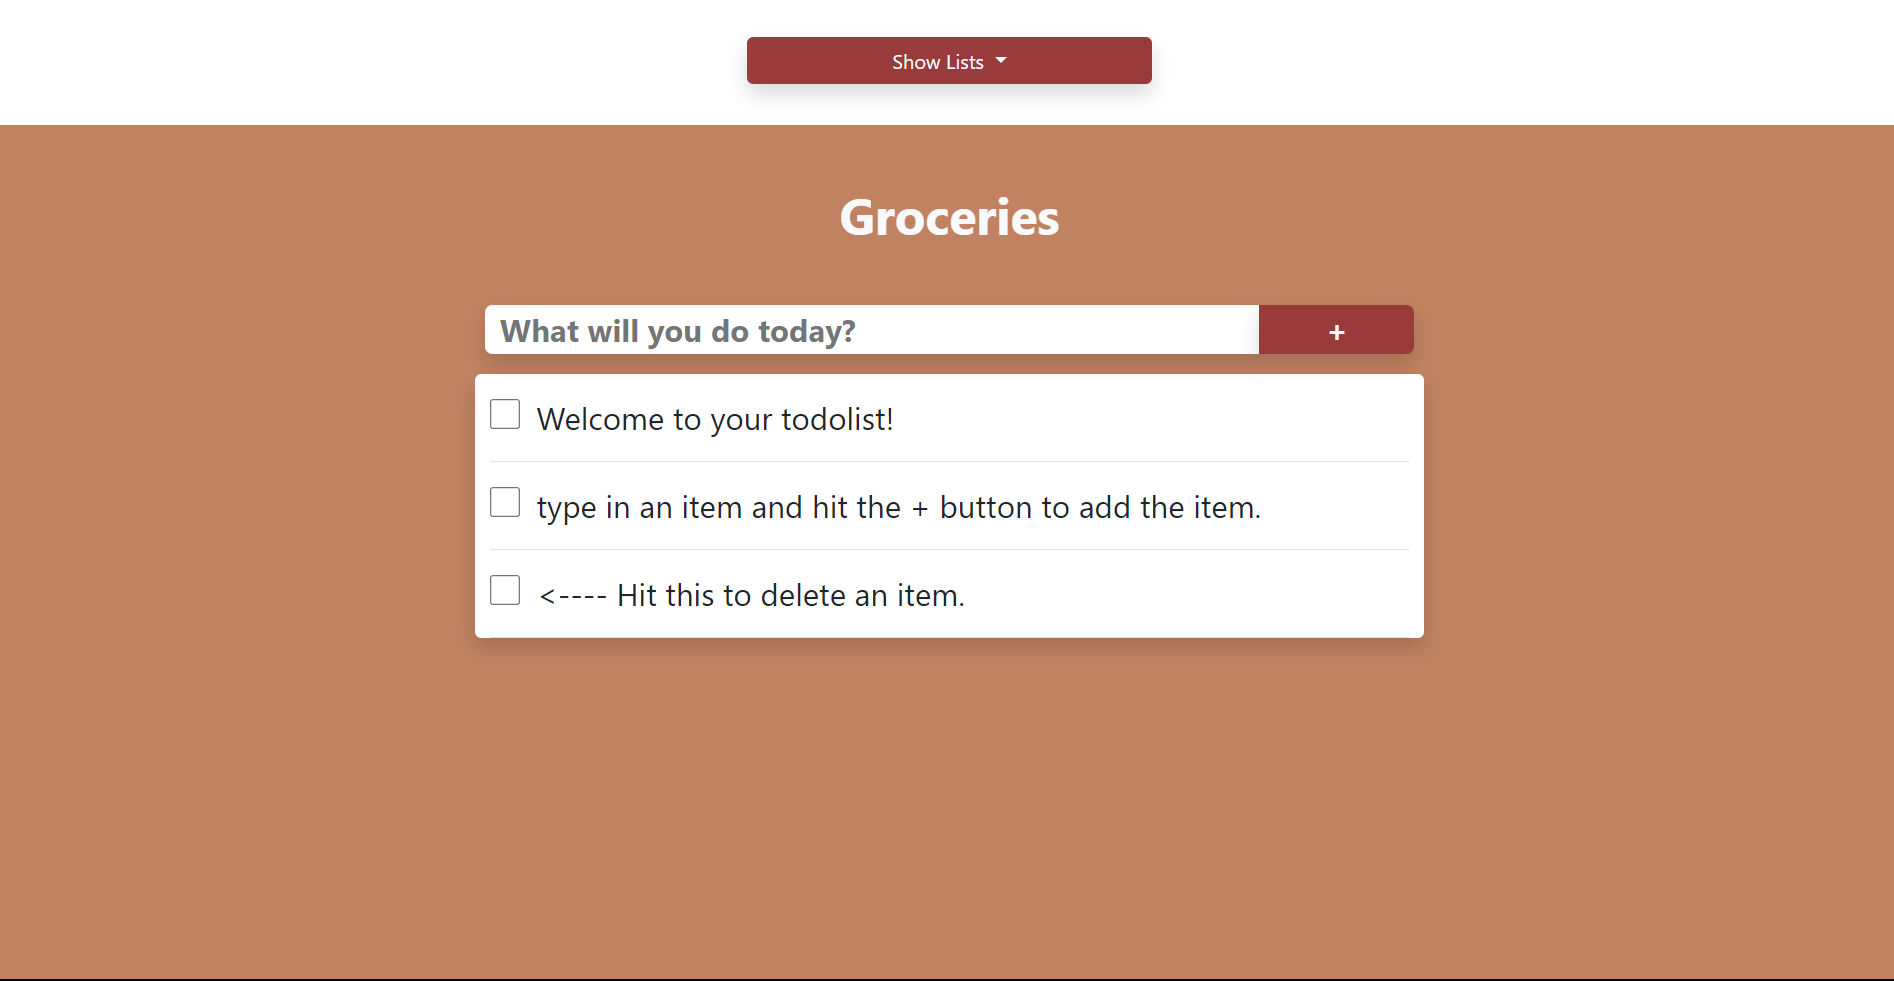 Show Lists
Groceries
What will you do today?
+
Welcome to your todolist!
type in an item and hit the + button to add the item.
<---- Hit this to delete an item.